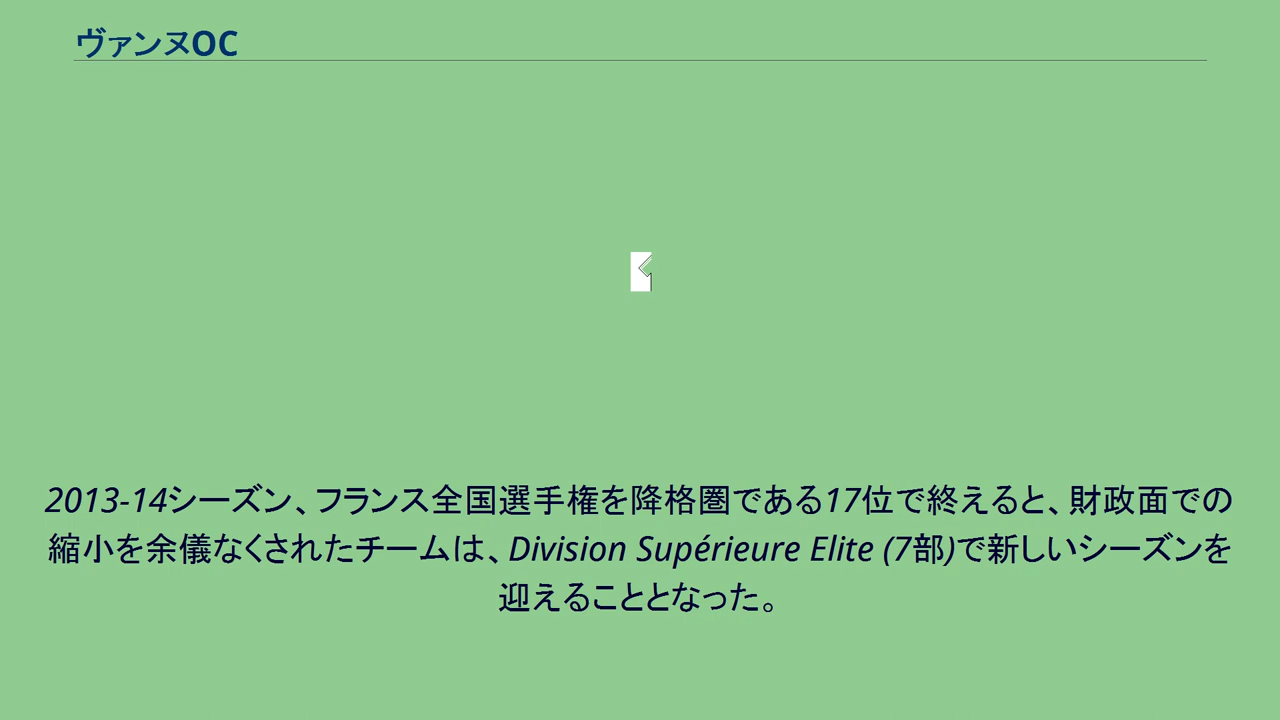 ヴァンヌOC
2013-14シーズン、フランス全国選手権を降格圏である17位で終えると、財政面での
縮小を余儀なくされたチームは、Division Supérieure Elite (7部)で新しいシーズンを
迎えることとなった。